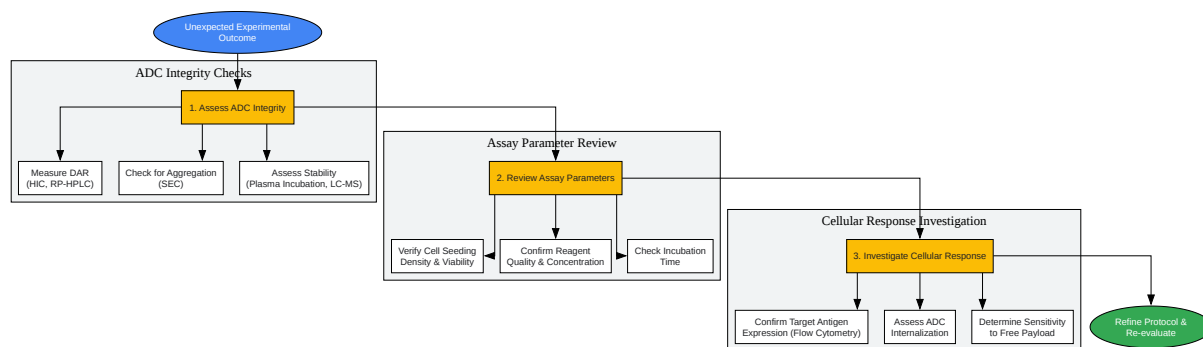 Unexpected Experimental
Outcome
ADC Integrity Checks
1. Assess ADC Integrity
Measure DAR
(HIC, RP-HPLC)
Check for Aggregation
(SEC)
Assess Stability
(Plasma Incubation, LC-MS)
Assay Parameter Review
2. Review Assay Parameters
Verify Cell Seeding
Density & Viability
Confirm Reagent
Quality & Concentration
Check Incubation
Time
Cellular Response Investigation
3. Investigate Cellular Response
Confirm Target Antigen
Expression (Flow Cytometry)
Assess ADC
Internalization
Determine Sensitivity
to Free Payload
Refine Protocol &
Re-evaluate